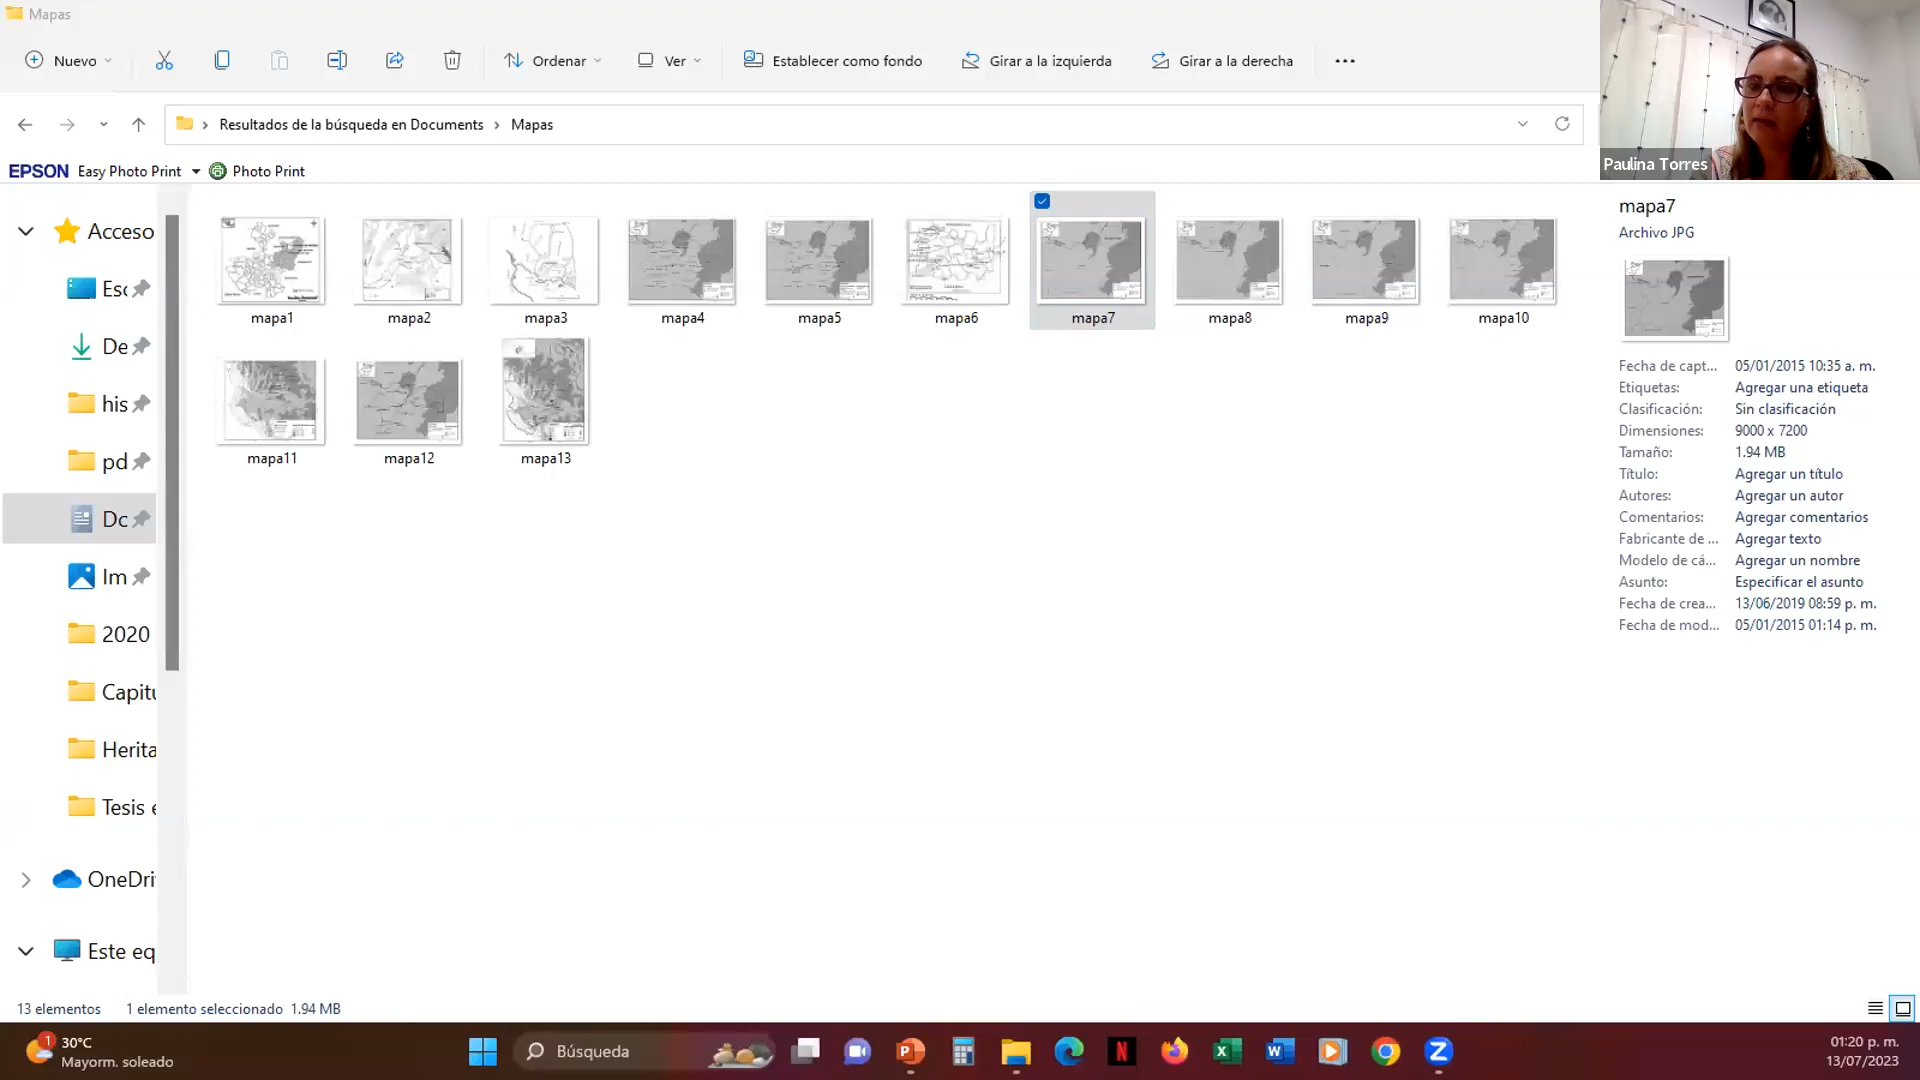 Mapas
Nuevo
Ordenar
Ver
Establecer como fondo
Girar a la izquierda
Girar a la derecha
Resultados de la búsqueda en Documents > Mapas
EPSON Easy Photo Print Photo Print
Paulina Torres
Acceso
Esc
De
his
pd
Dc
Im
2020
Capitu
Herita
Tesis e
OneDri
Este eq
mapa1 mapa2 mapa3 mapa4 mapa5 mapa6 mapa7 mapa8 mapa9 mapa10
mapa11 mapa12 mapa13
mapa7
Archivo JPG
Fecha de capt... 05/01/2015 10:35 a. m.
Etiquetas: Agregar una etiqueta
Clasificación: Sin clasificación
Dimensiones: 9000 x 7200
Tamaño: 1.94 MB
Título: Agregar un título
Autores: Agregar un autor
Comentarios: Agregar comentarios
Fabricante de ... Agregar texto
Modelo de cá... Agregar un nombre
Asunto: Especificar el asunto
Fecha de crea... 13/06/2019 08:59 p. m.
Fecha de mod... 05/01/2015 01:14 p. m.
13 elementos 1 elemento seleccionado 1.94 MB
1
30°C
Mayorm. soleado
Búsqueda
01:20 p. m.
13/07/2023